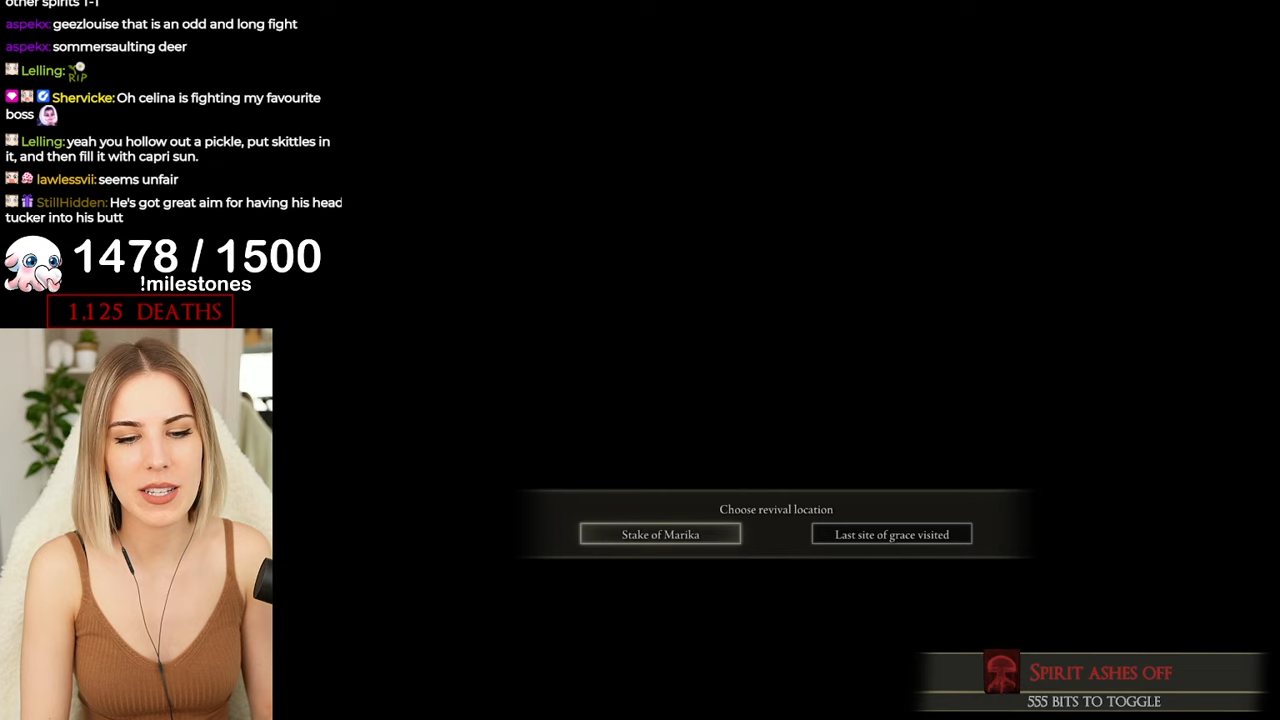 other spirits 1-1
aspekx: geezlouise that is an odd and long fight
aspekx: sommersaulting deer
Lelling: RIP
Shervicke: Oh celina is fighting my favourite
boss
Lelling: yeah you hollow out a pickle, put skittles in
it, and then fill it with capri sun.
lawlessvii: seems unfair
StillHidden: He's got great aim for having his head
tucker into his butt
1478 / 1500
!milestones
1,125 DEATHS
Choose revival location
Stake of Marika
Last site of grace visited
SPIRIT ASHES OFF
555 BITS TO TOGGLE